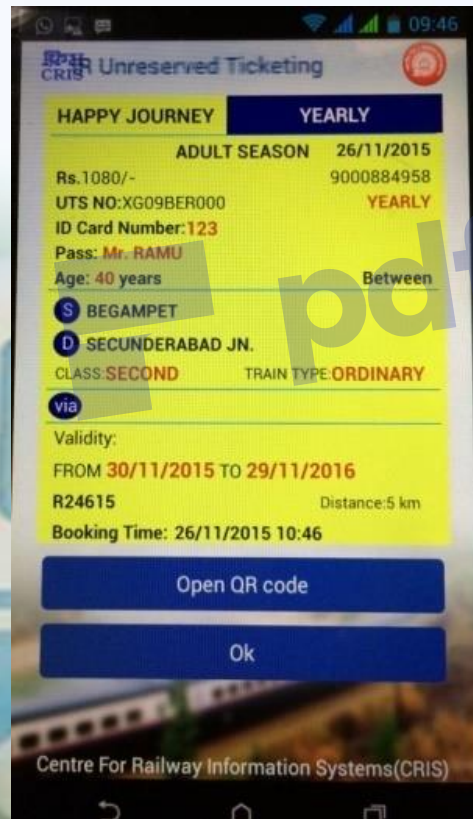 09:46
क्रिस
CRIS
R Unreserved Ticketing
HAPPY JOURNEY YEARLY
ADULT SEASON 26/11/2015
Rs.1080/- 9000884958
UTS NO:XG09BER000 YEARLY
ID Card Number:123
Pass: Mr. RAMU
Age: 40 years Between
S BEGAMPET
D SECUNDERABAD JN.
CLASS:SECOND TRAIN TYPE:ORDINARY
via
Validity:
FROM 30/11/2015 TO 29/11/2016
R24615 Distance:5 km
Booking Time: 26/11/2015 10:46
Open QR code
Ok
Centre For Railway Information Systems(CRIS)
pdf